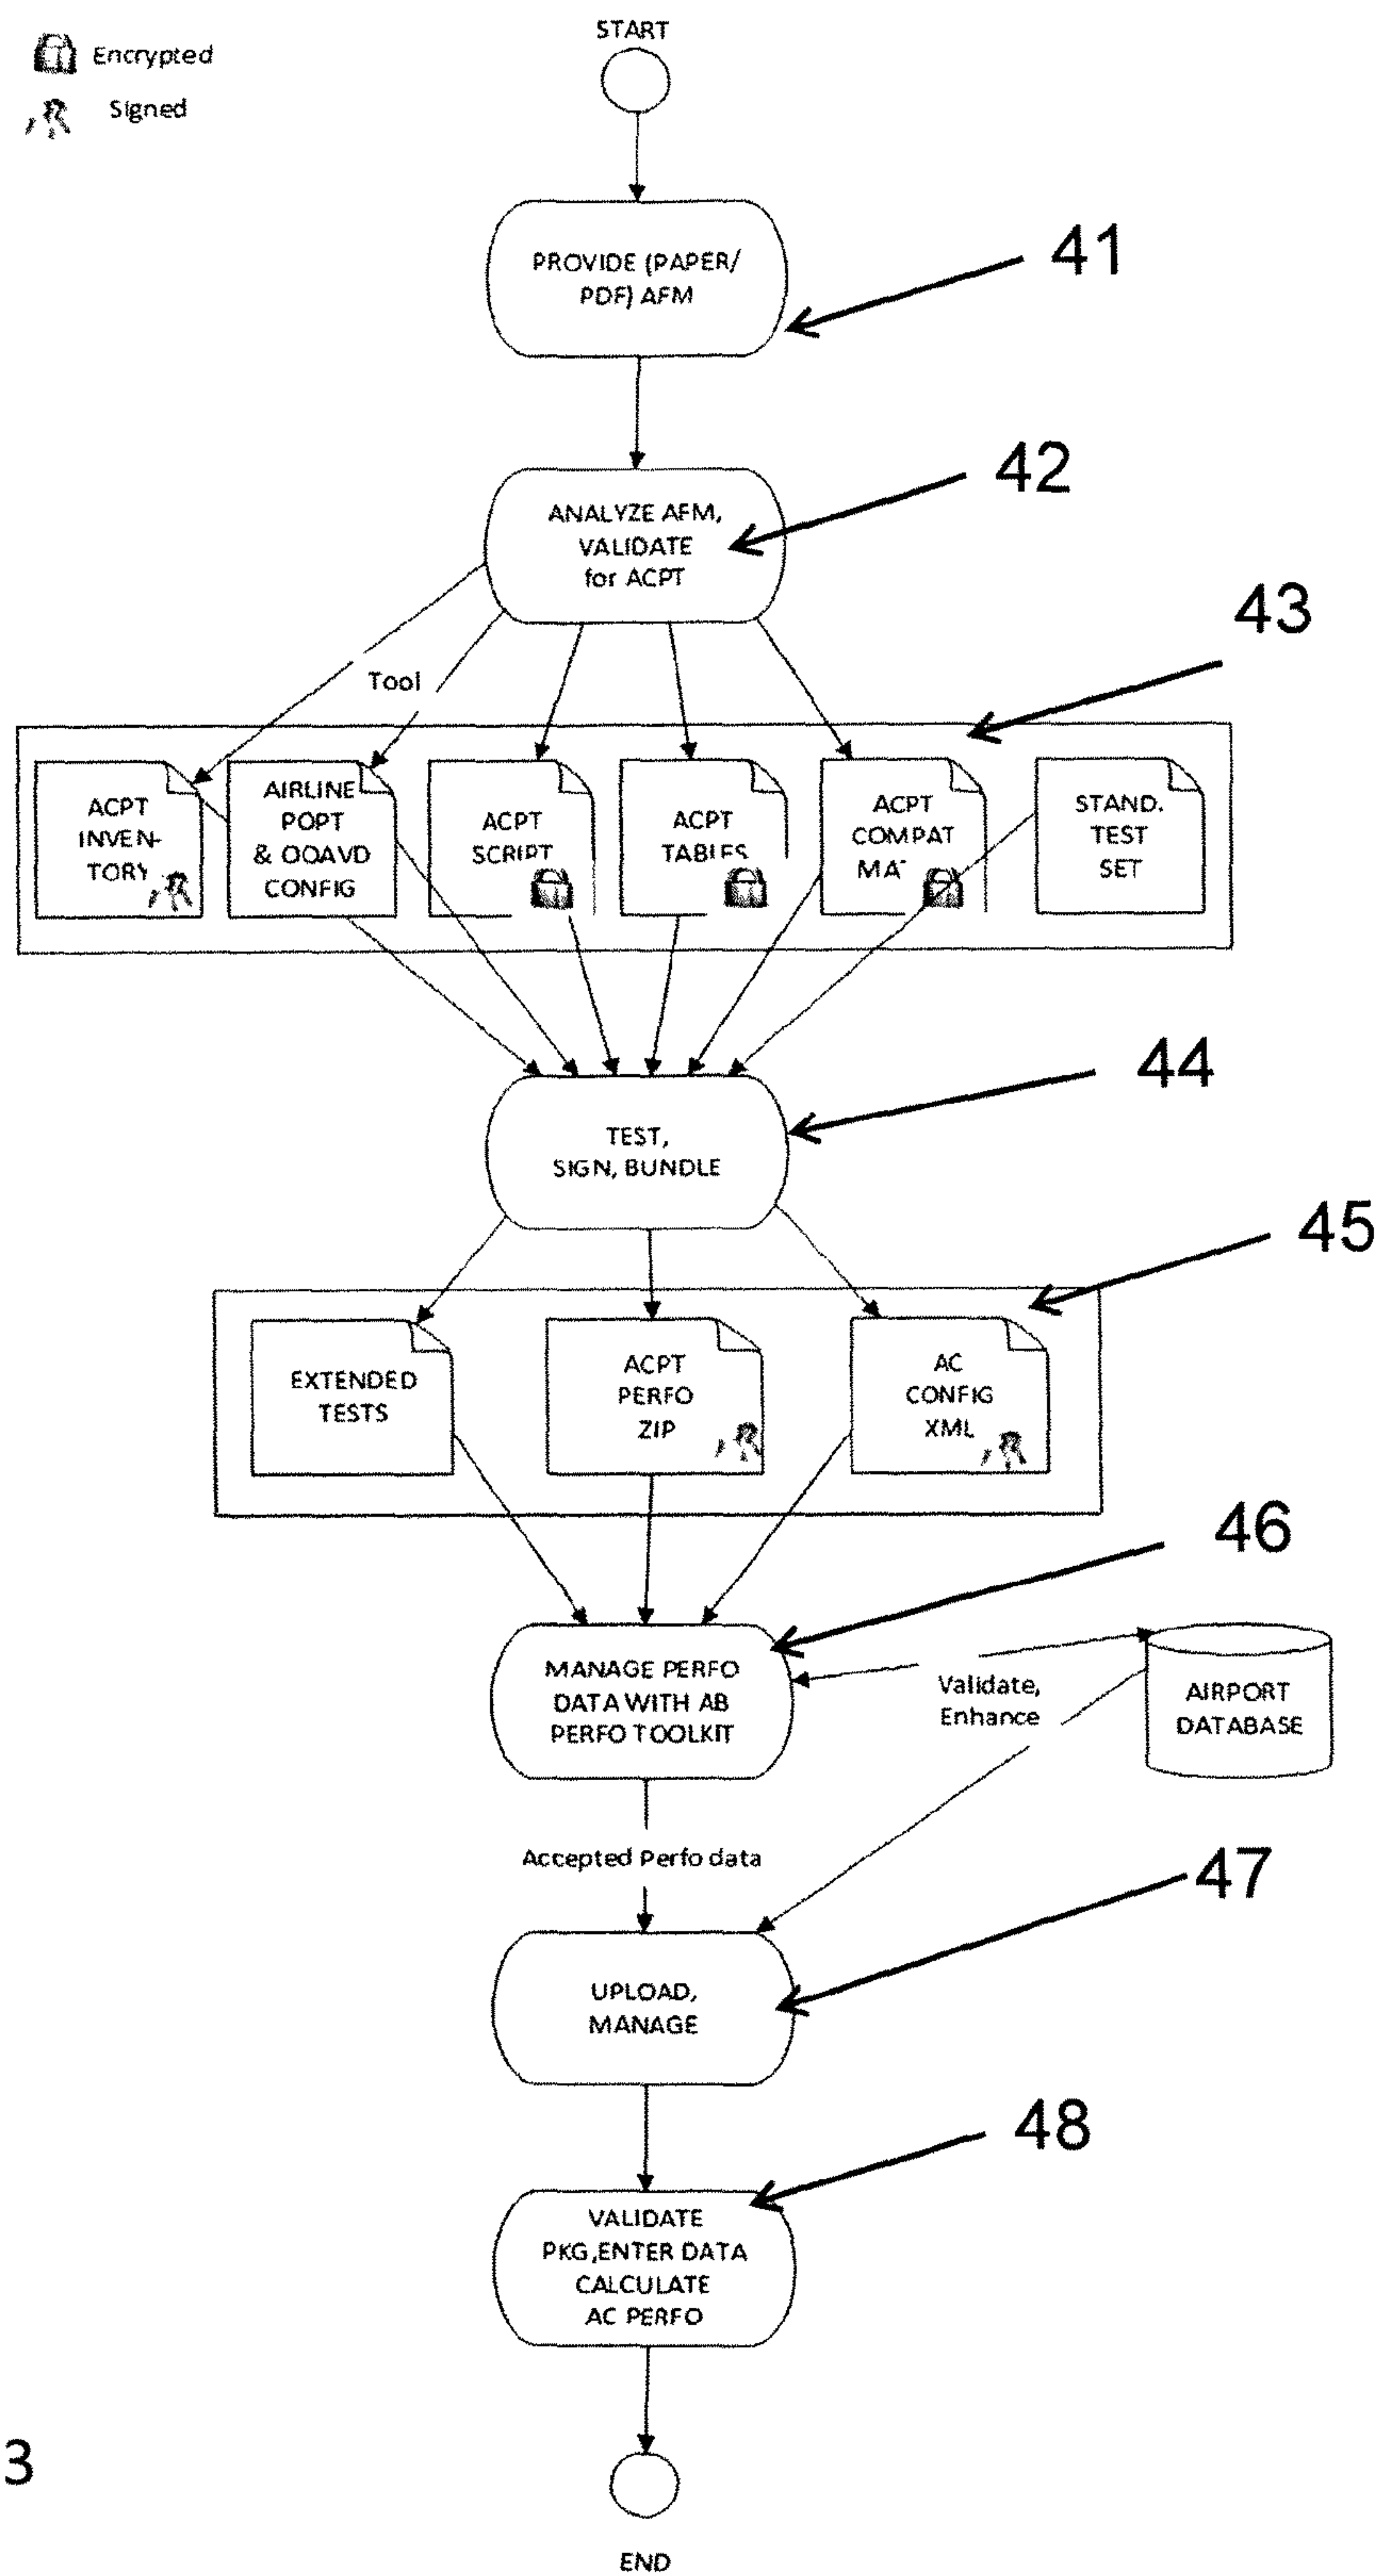 START
Encrypted
Signed
PROVIDE (PAPER/
PDF) AFM
41
ANALYZE AFM,
VALIDATE
for ACPT
42
43
Tool
ACPT
INVEN-
TORY
AIRLINE
POPT
& OOAVD
CONFIG
ACPT
SCRIPT
ACPT
TABLES
ACPT
COMPAT
STAND.
TEST
SET
44
TEST,
SIGN, BUNDLE
45
EXTENDED
TESTS
ACPT
PERFO
ZIP
AC
CONFIG
XML
46
MANAGE PERFO
DATA WITH AB
PERFO TOOLKIT
Validate,
Enhance
AIRPORT
DATABASE
Accepted Perfo data
47
UPLOAD,
MANAGE
48
VALIDATE
PKG,ENTER DATA
CALCULATE
AC PERFO
3
END